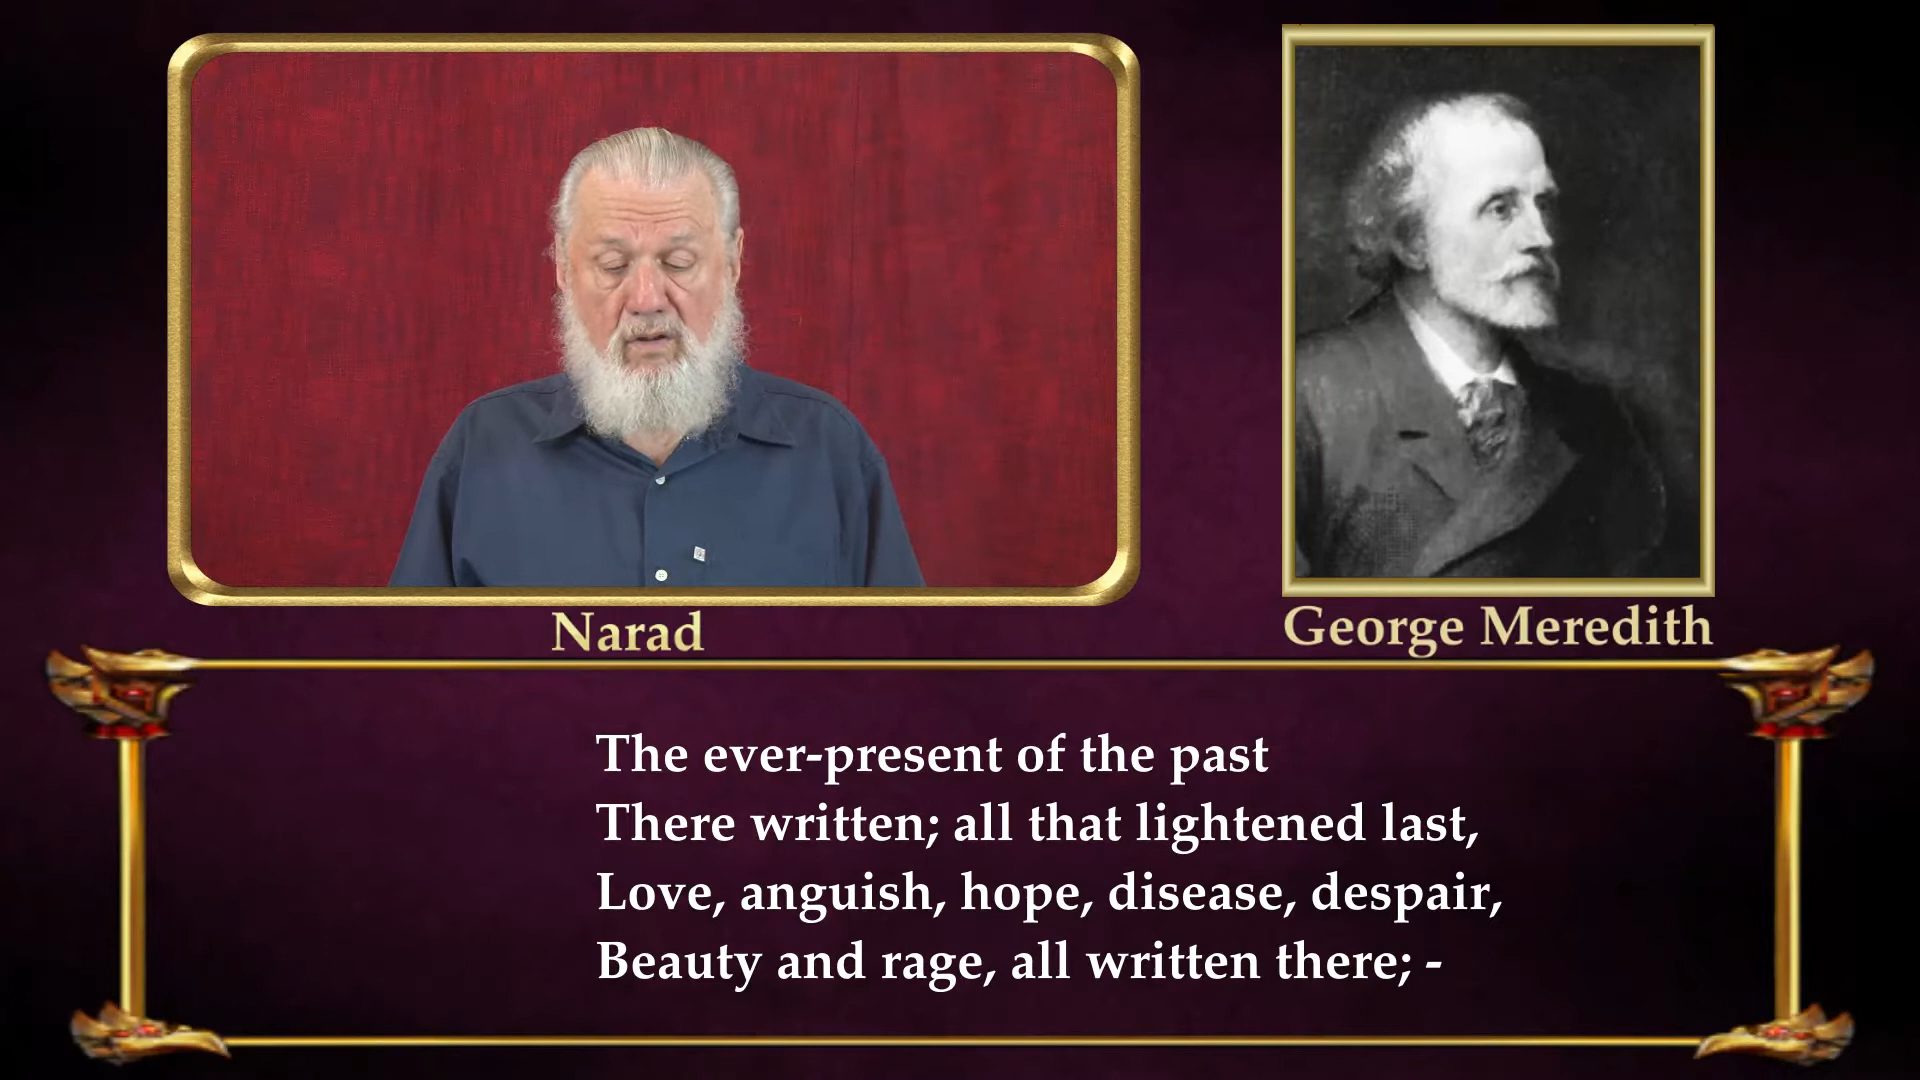 Narad
George Meredith
The ever-present of the past
There written; all that lightened last,
Love, anguish, hope, disease, despair,
Beauty and rage, all written there; -